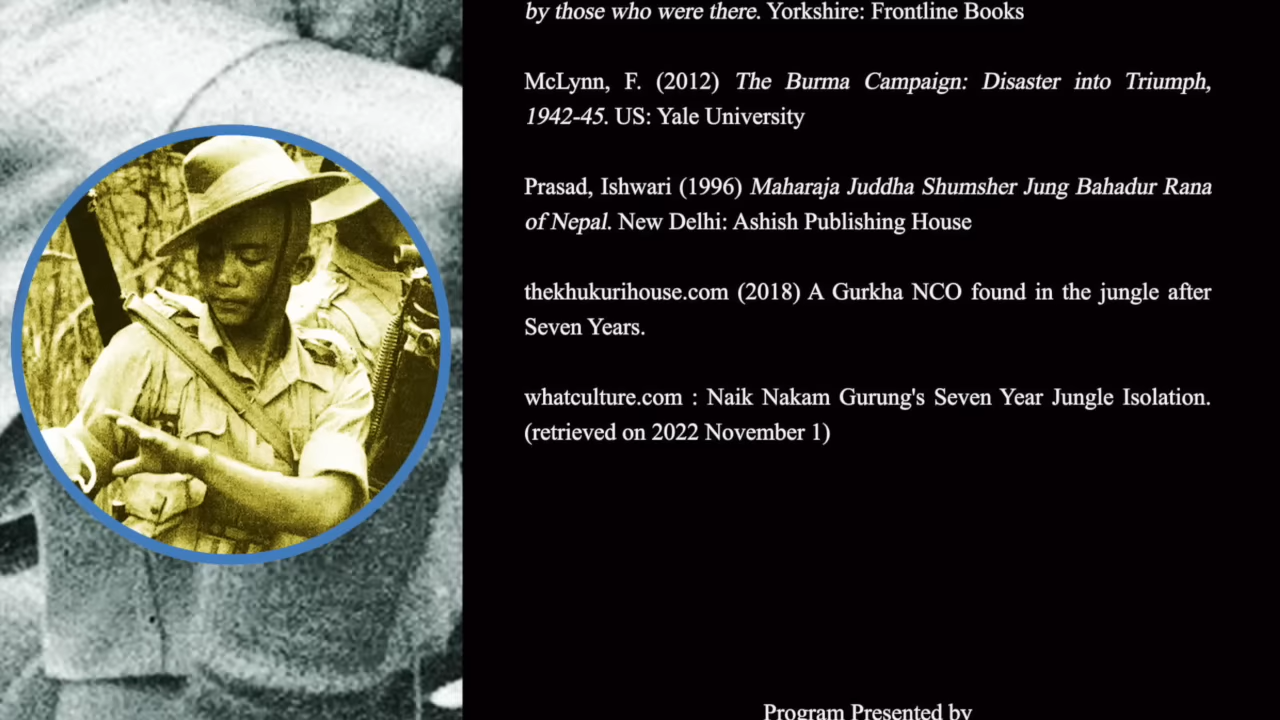 by those who were there. Yorkshire: Frontline Books
McLynn, F. (2012) The Burma Campaign: Disaster into Triumph,
1942-45. US: Yale University
Prasad, Ishwari (1996) Maharaja Juddha Shumsher Jung Bahadur Rana
of Nepal. New Delhi: Ashish Publishing House
thekhukurihouse.com (2018) A Gurkha NCO found in the jungle after
Seven Years.
whatculture.com : Naik Nakam Gurung's Seven Year Jungle Isolation.
(retrieved on 2022 November 1)
Program Presented by